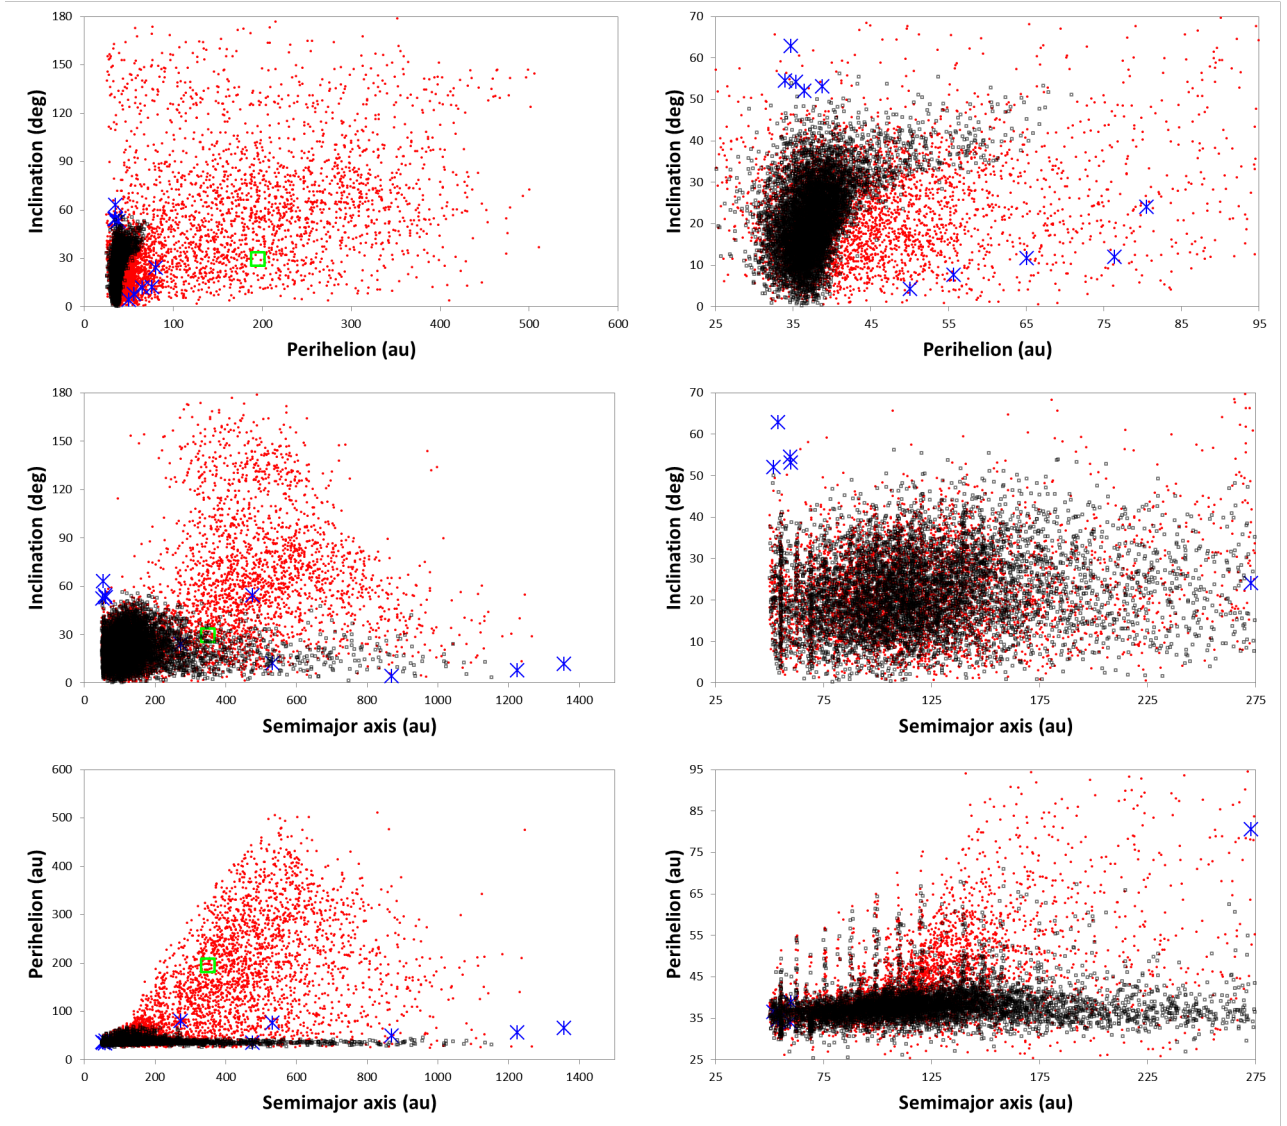 180
150
120
90
60
30
0
0 100 200 300 400 500 600
Inclination (deg)
Perihelion (au)
70
60
50
40
30
20
10
0
25 35 45 55 65 75 85 95
Inclination (deg)
Perihelion (au)
180
150
120
90
60
30
0
0 200 400 600 800 1000 1200 1400
Inclination (deg)
Semimajor axis (au)
70
60
50
40
30
20
10
0
25 75 125 175 225 275
Inclination (deg)
Semimajor axis (au)
600
500
400
300
200
100
0
0 200 400 600 800 1000 1200 1400
Perihelion (au)
Semimajor axis (au)
95
85
75
65
55
45
35
25
25 75 125 175 225 275
Perihelion (au)
Semimajor axis (au)